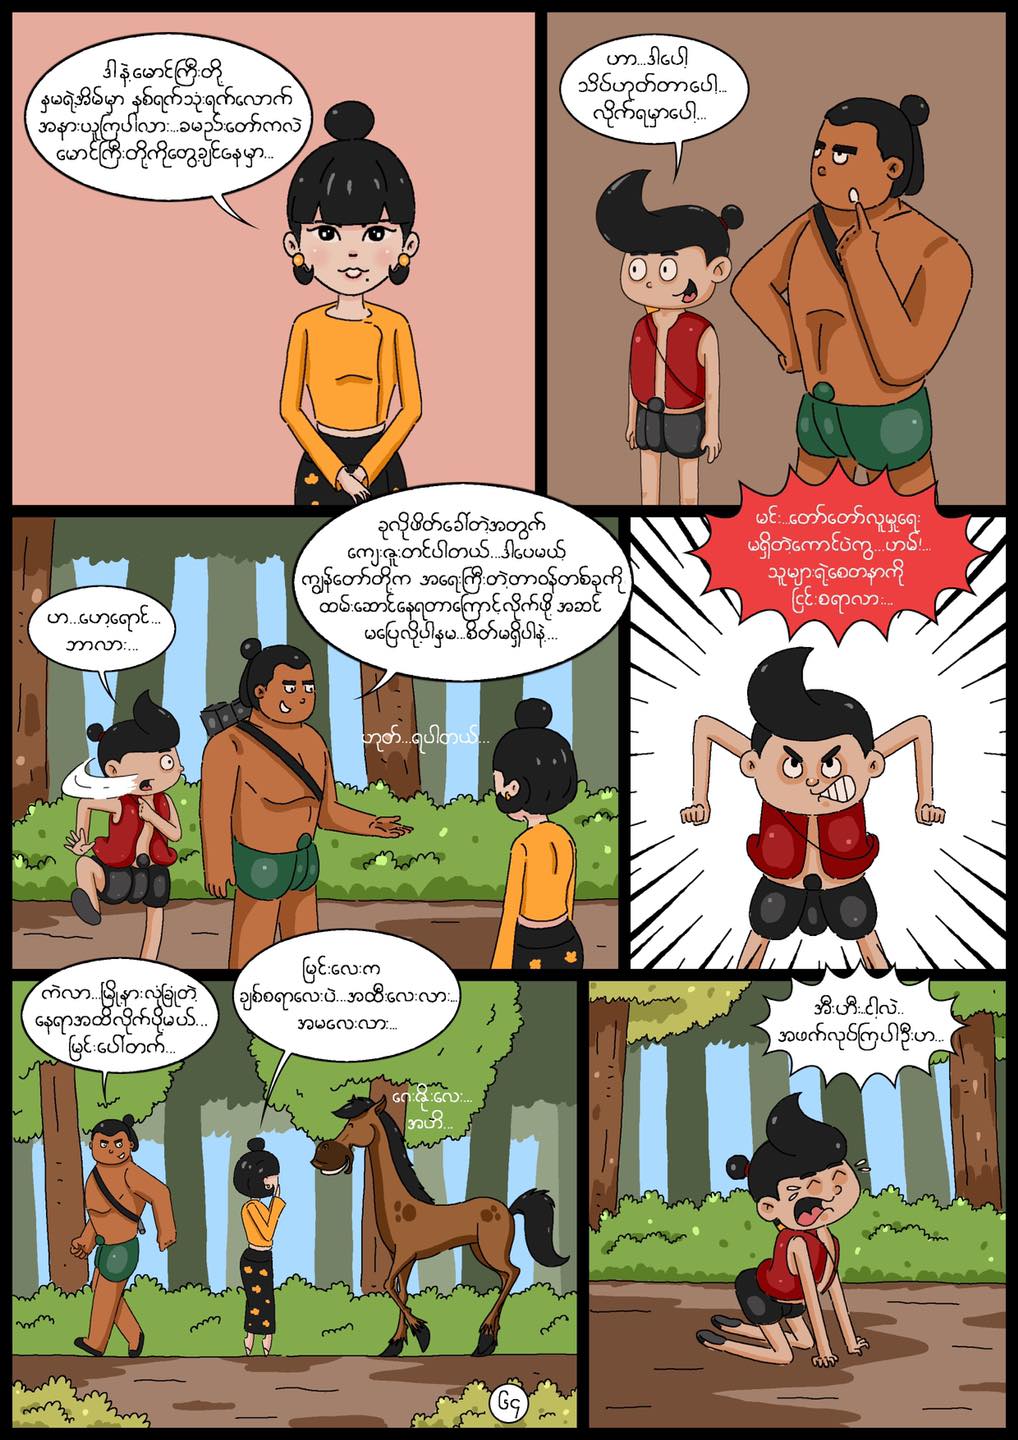 ဒါနဲ့မောင်ကြီးတို့
နှမရဲ့အိမ်မှာ နှစ်ရက်သုံးရက်လောက်
အနားယူကြပါလား...ခမည်းတော်ကလဲ
မောင်ကြီးတို့ကိုတွေ့ချင်နေမှာ...
ဟာ...ဒါပေါ့
သိပ်ဟုတ်တာပေါ့...
လိုက်ရမှာပေါ့...
ဟာ...ဟေ့ရောင်...
ဘာလား...
ခုလိုဖိတ်ခေါ်တဲ့အတွက်
ကျေးဇူးတင်ပါတယ်...ဒါပေမယ့်
ကျွန်တော်တို့က အရေးကြီးတဲ့တာဝန်တစ်ခုကို
ထမ်းဆောင်နေရတာကြောင့်လိုက်ဖို့ အဆင်
မပြေလို့ပါနှမ...စိတ်မရှိပါနဲ့...
ဟုတ်...ရပါတယ်...
မင်း...တော်တော်လူမှုရေး
မရှိတဲ့ကောင်ပဲကွ...ဟမ်!...
သူများရဲ့စေတနာကို
ငြင်းစရာလား...
ကဲလာ...မြို့နားလုံခြုံတဲ့
နေရာအထိလိုက်ပို့မယ်...
မြင်းပေါ်တက်...
မြင်းလေးက
ချစ်စရာလေးပဲ...အထီးလေးလား...
အမလေးလား...
ဂေးဇိုးလေး...
အဟိ...
အီးဟီး..ငါ့လဲ..
အဖက်လုပ်ကြပါဦးဟ...
၆၄